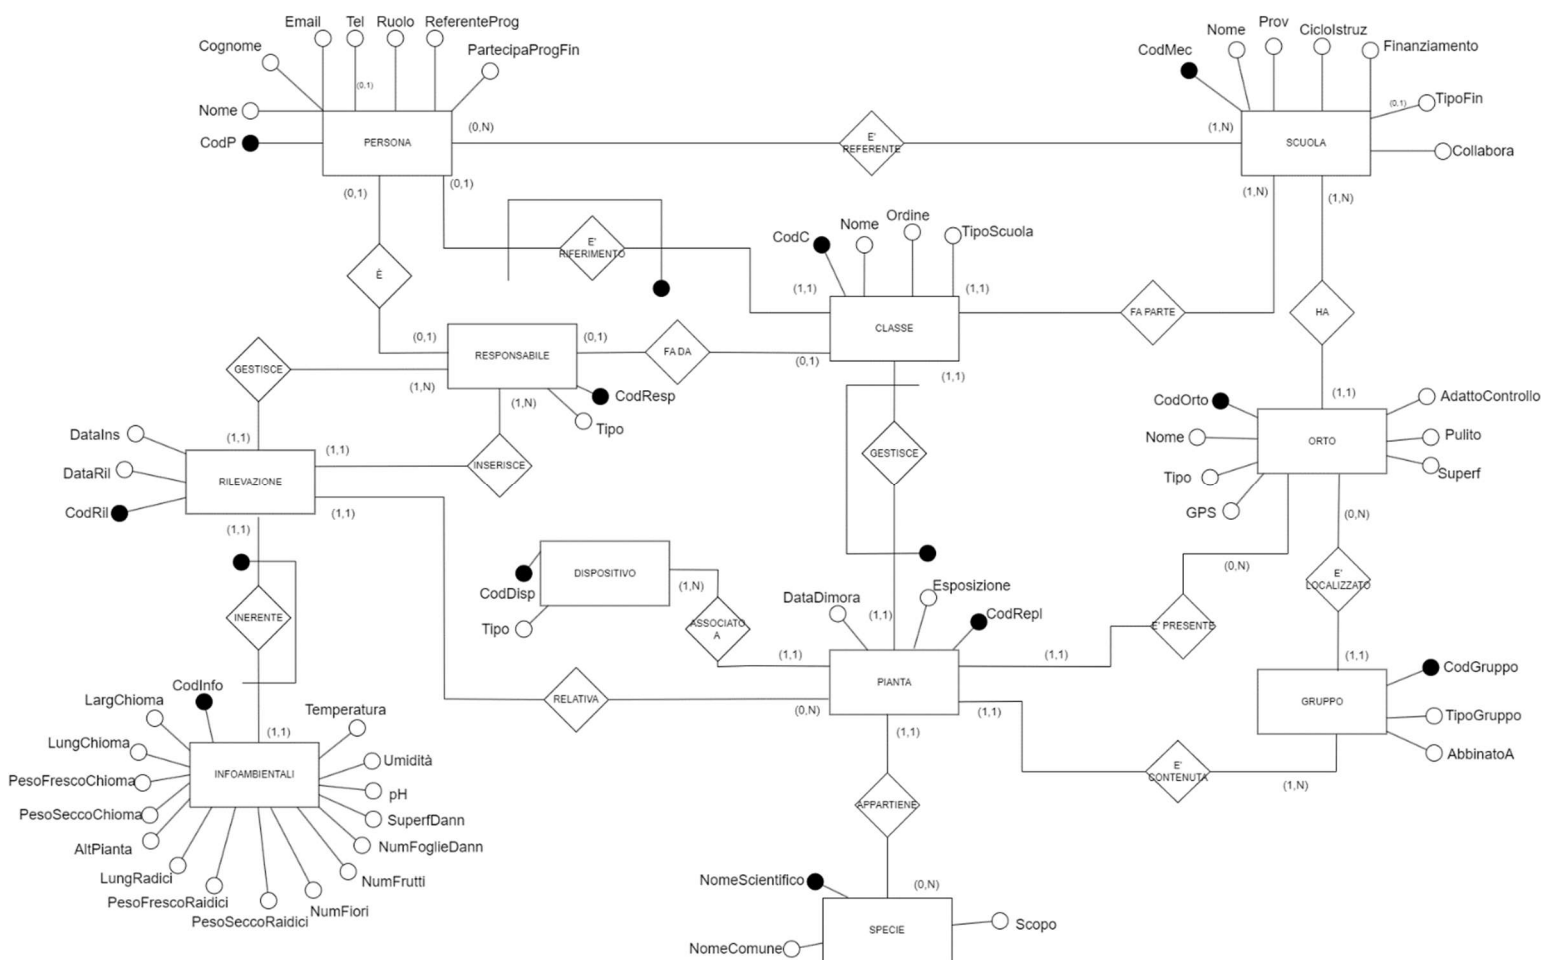 Email
Tel
Ruolo
ReferenteProg
Cognome
PartecipaProgFin
(0,1)
Nome
CodP
PERSONA
(0,N)
(0,1)
(0,1)
E'
REFERENTE
(1,N)
CodMec
Nome
Prov
CicloIstruz
Finanziamento
(0,1)
TipoFin
Collabora
SCUOLA
(1,N)
(1,N)
È
E'
RIFERIMENTO
CodC
Nome
Ordine
TipoScuola
(1,1)
(1,1)
CLASSE
(0,1)
(1,1)
FA PARTE
HA
(0,1)
RESPONSABILE
(0,1)
FA DA
(1,N)
(1,N)
CodResp
Tipo
GESTISCE
(1,1)
DataIns
DataRil
CodRil
RILEVAZIONE
(1,1)
INSERISCE
(1,1)
(1,1)
GESTISCE
(1,1)
CodOrto
Nome
Tipo
GPS
ORTO
AdattoControllo
Pulito
Superf
(0,N)
(0,N)
E'
LOCALIZZATO
E' PRESENTE
DISPOSITIVO
CodDisp
Tipo
(1,N)
ASSOCIATO
A
(1,1)
DataDimora
Esposizione
CodRepl
(1,1)
(1,1)
PIANTA
(0,N)
(1,1)
(1,1)
RELATIVA
INERENTE
(1,1)
GRUPPO
CodGruppo
TipoGruppo
AbbinatoA
E'
CONTENUTA
(1,N)
CodInfo
LargChioma
LungChioma
PesoFrescoChioma
PesoSeccoChioma
AltPianta
LungRadici
PesoFrescoRaidici
PesoSeccoRaidici
NumFiori
NumFrutti
NumFoglieDann
SuperfDann
pH
Umidità
Temperatura
(1,1)
INFOAMBIENTALI
APPARTIENE
(0,N)
NomeScientifico
SPECIE
Scopo
NomeComune